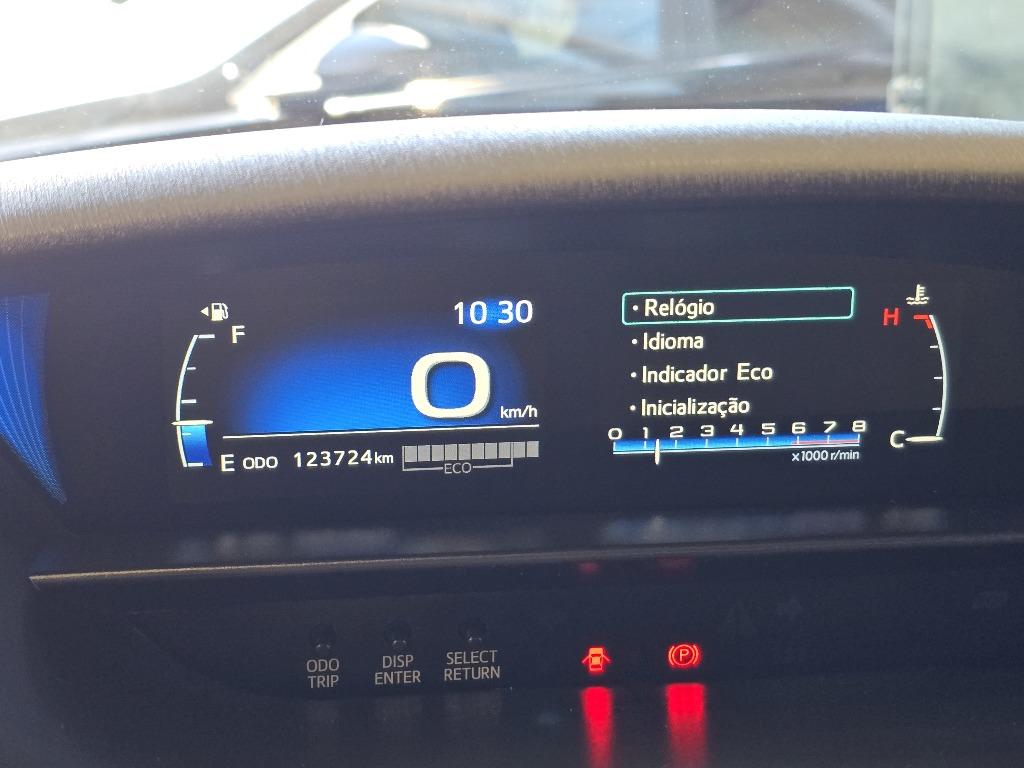 F
10 30
0
km/h
E ODO 123724 km
ECO
• Relógio
• Idioma
• Indicador Eco
• Inicialização
0 1 2 3 4 5 6 7 8
x1000 r/min
H
C
ODO
TRIP
DISP
ENTER
SELECT
RETURN
P